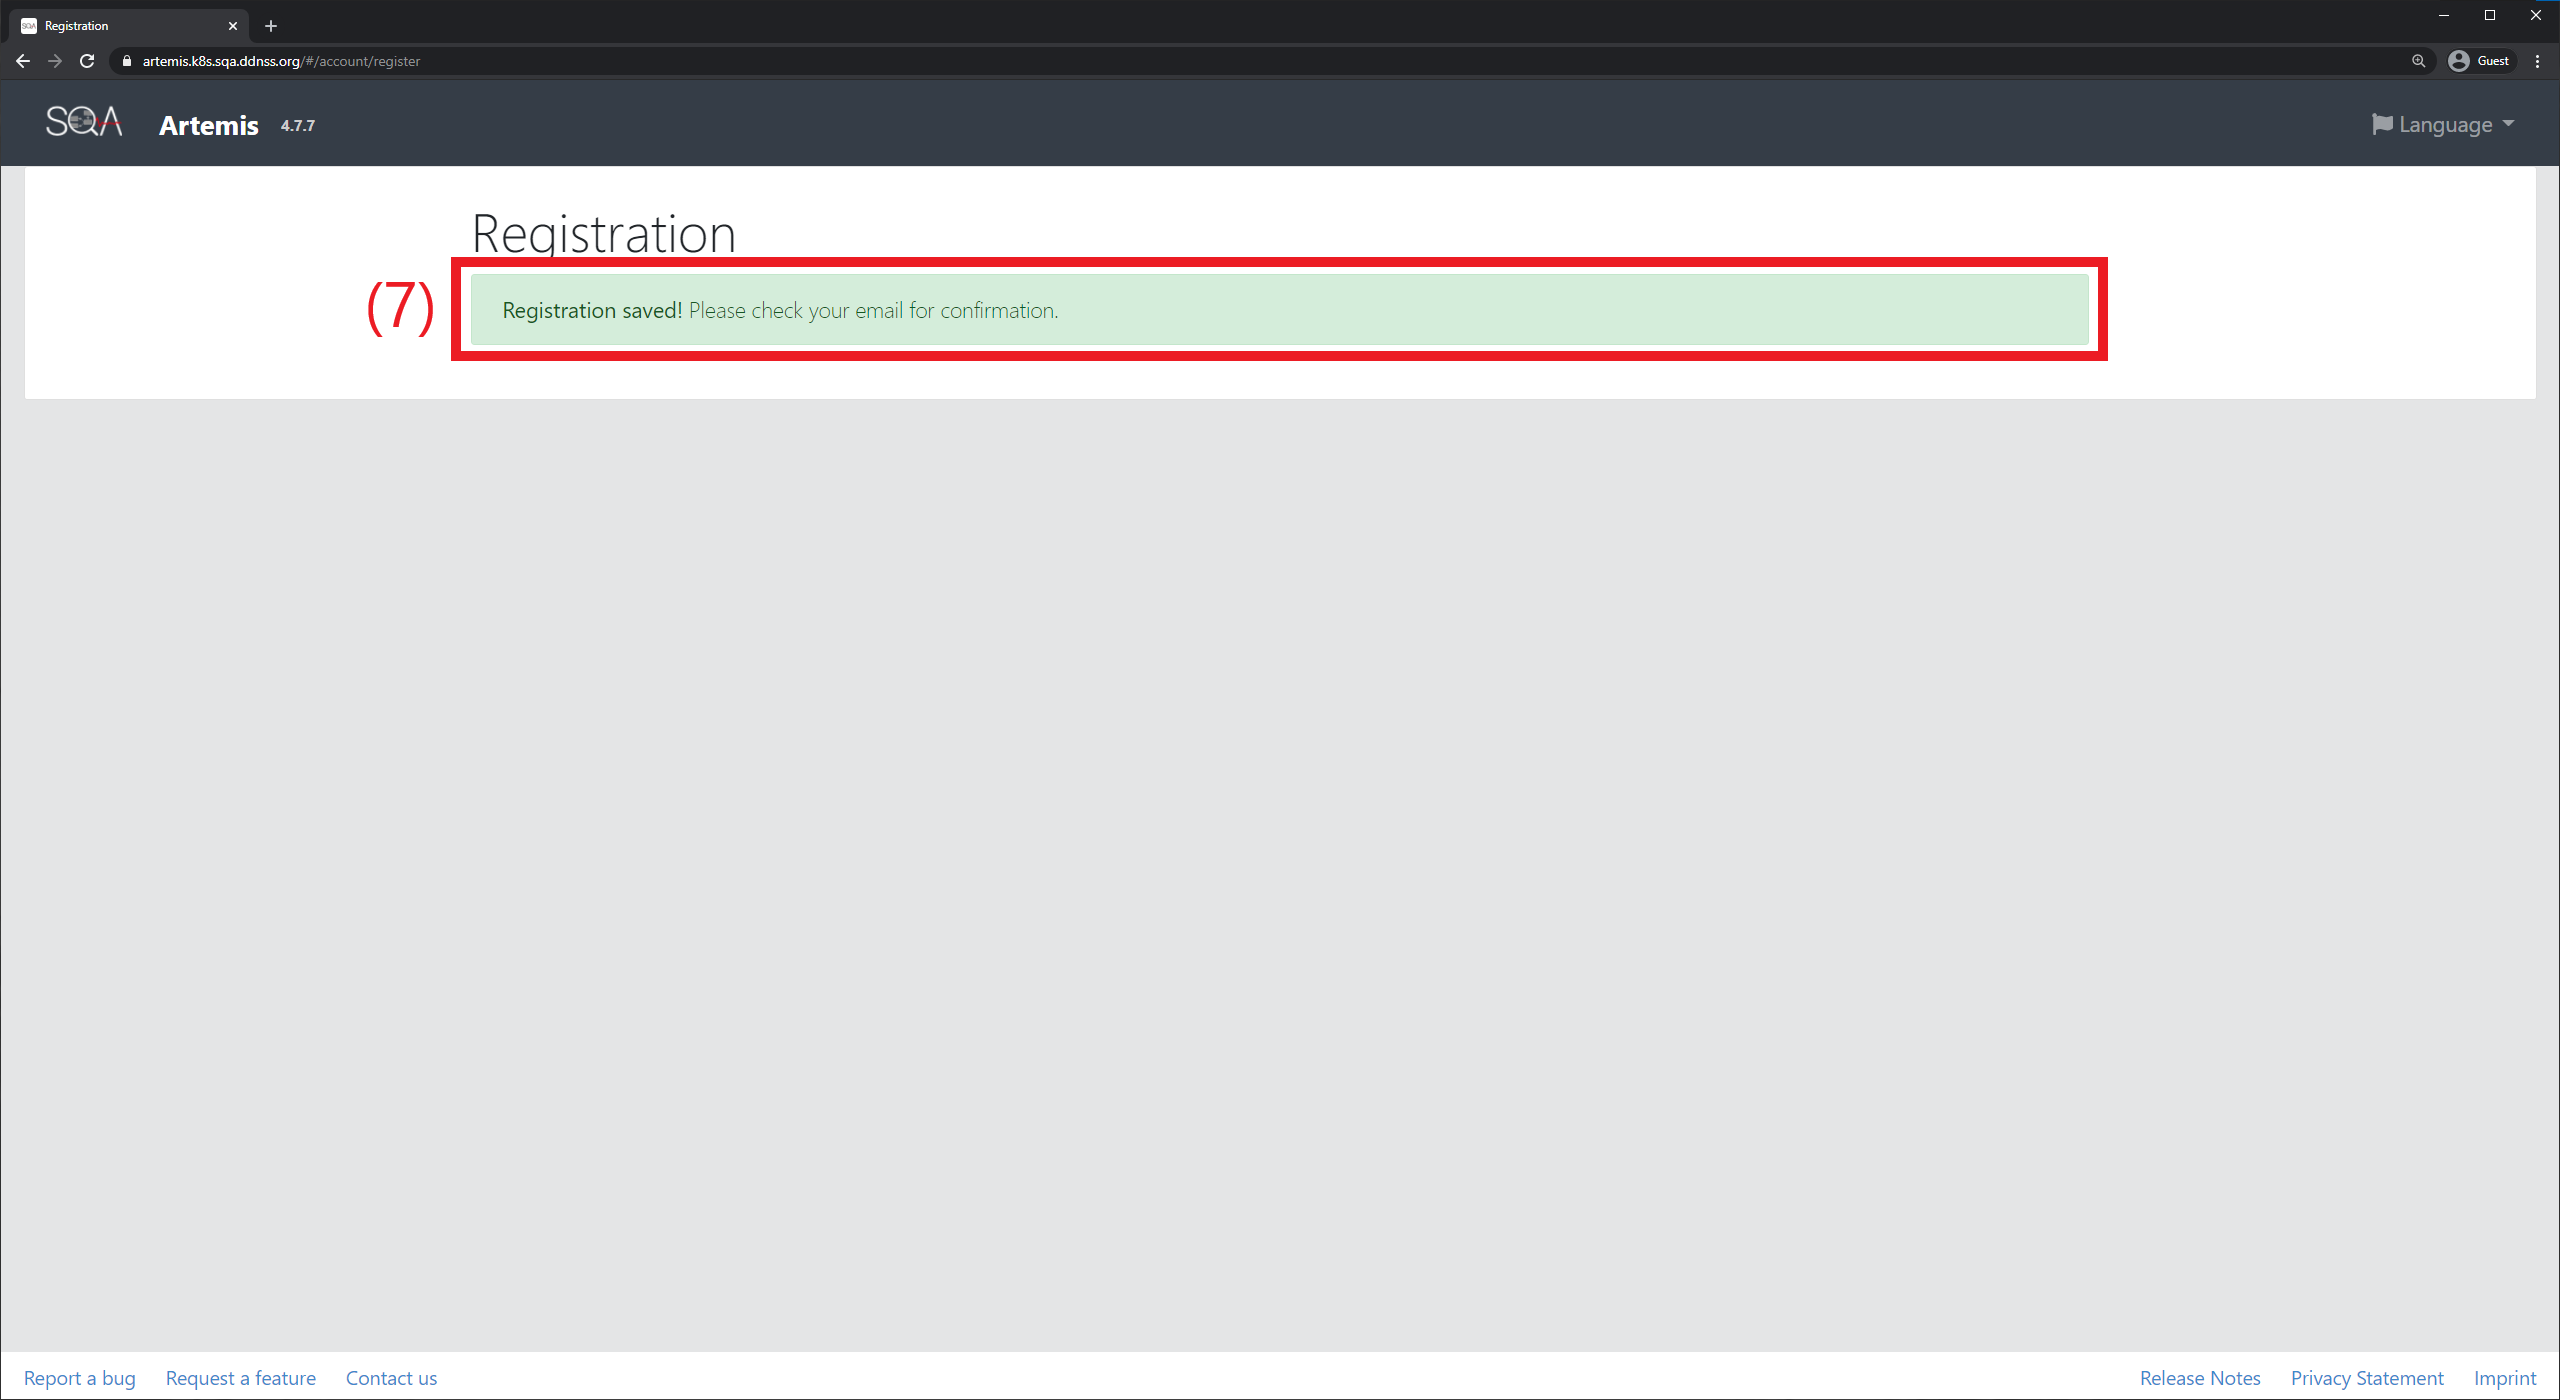 Registration
artemis.k8s.sqa.ddnss.org/#/account/register
Guest
SQA
Artemis 4.7.7
Language
Registration
(7)
Registration saved! Please check your email for confirmation.
Report a bug Request a feature Contact us
Release Notes Privacy Statement Imprint